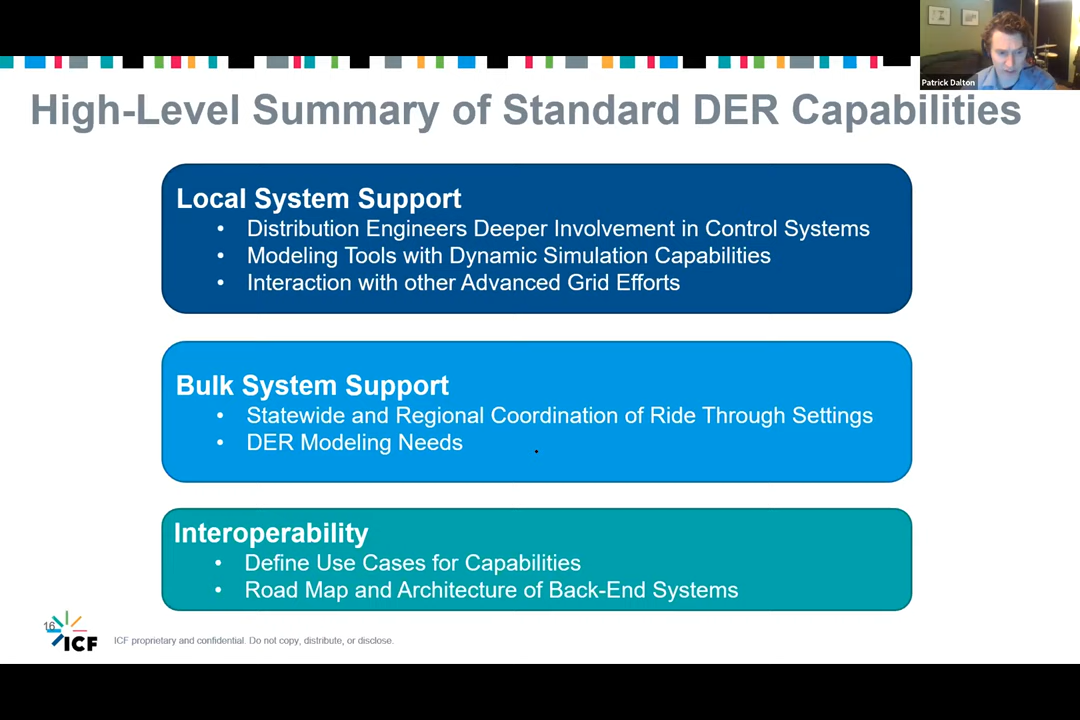 Patrick Dalton
High-Level Summary of Standard DER Capabilities
Local System Support
• Distribution Engineers Deeper Involvement in Control Systems
• Modeling Tools with Dynamic Simulation Capabilities
• Interaction with other Advanced Grid Efforts
Bulk System Support
• Statewide and Regional Coordination of Ride Through Settings
• DER Modeling Needs
Interoperability
• Define Use Cases for Capabilities
• Road Map and Architecture of Back-End Systems
16
ICF
ICF proprietary and confidential. Do not copy, distribute, or disclose.